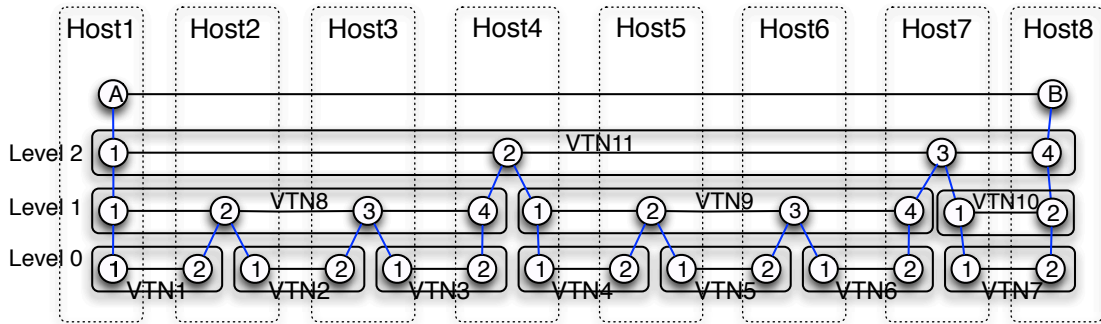 Host1 Host2 Host3 Host4 Host5 Host6 Host7 Host8
A B
VTN11
Level 2 1 2 3 4
VTN8 VTN9 VTN10
Level 1 1 2 3 4 1 2 3 4 1 2
Level 0 1 2 1 2 1 2 1 2 1 2 1 2 1 2
VTN1 VTN2 VTN3 VTN4 VTN5 VTN6 VTN7